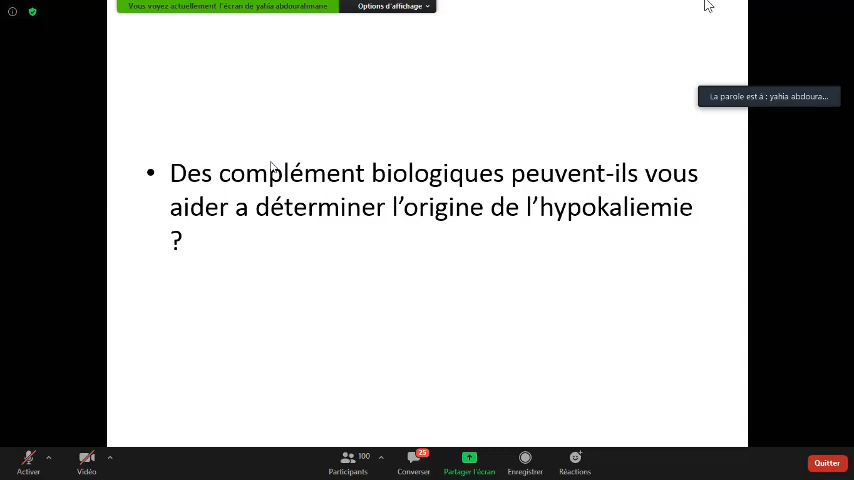 Vous voyez actuellement l'écran de yahia abdouralimane
Options d'affichage
La parole est à : yahia abdoura...
• Des complément biologiques peuvent-ils vous
aider a déterminer l'origine de l'hypokaliemie
?
Activer
Vidéo
Participants
100
Converser
25
Partager l'écran
Enregistrer
Réactions
Quitter